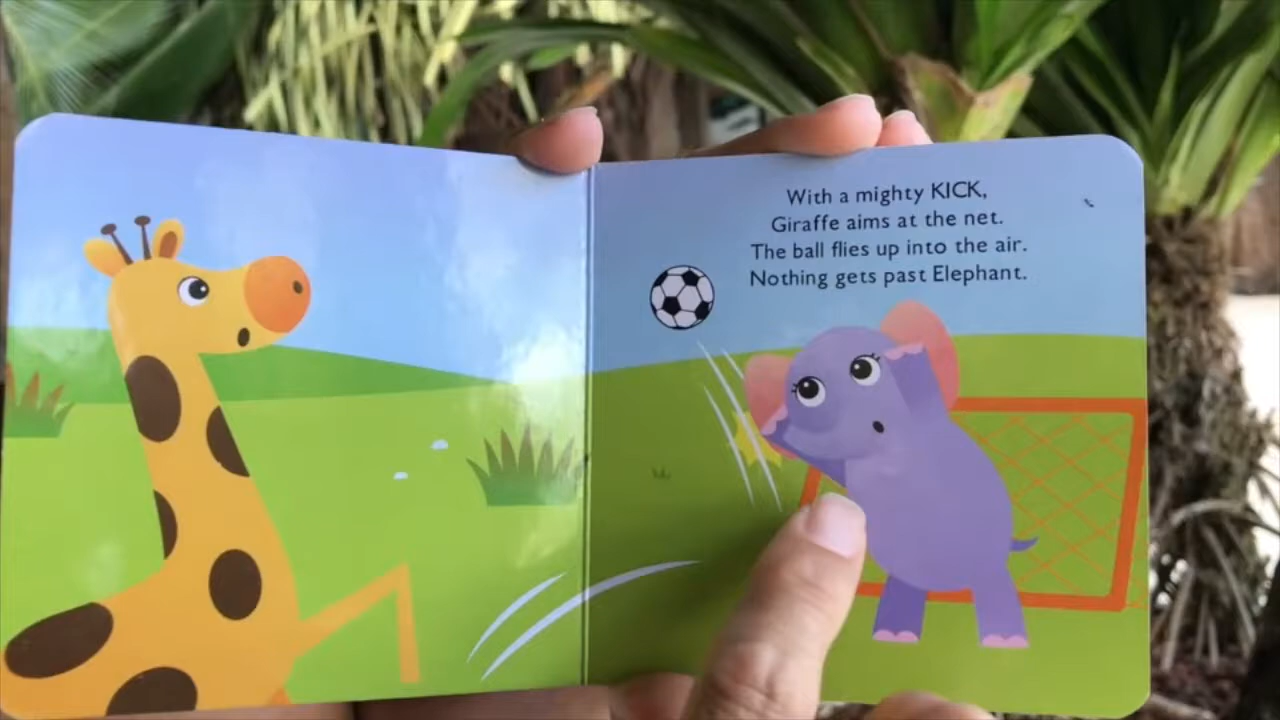 With a mighty KICK,
Giraffe aims at the net.
The ball flies up into the air.
Nothing gets past Elephant.